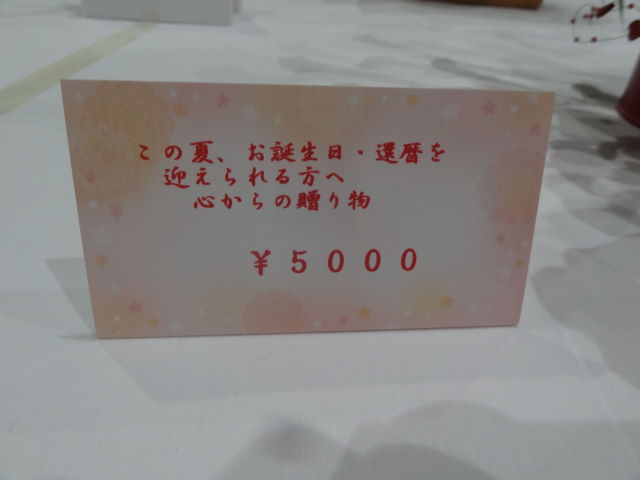 この夏、お誕生日・還暦を
迎えられる方へ
心からの贈り物
￥５０００